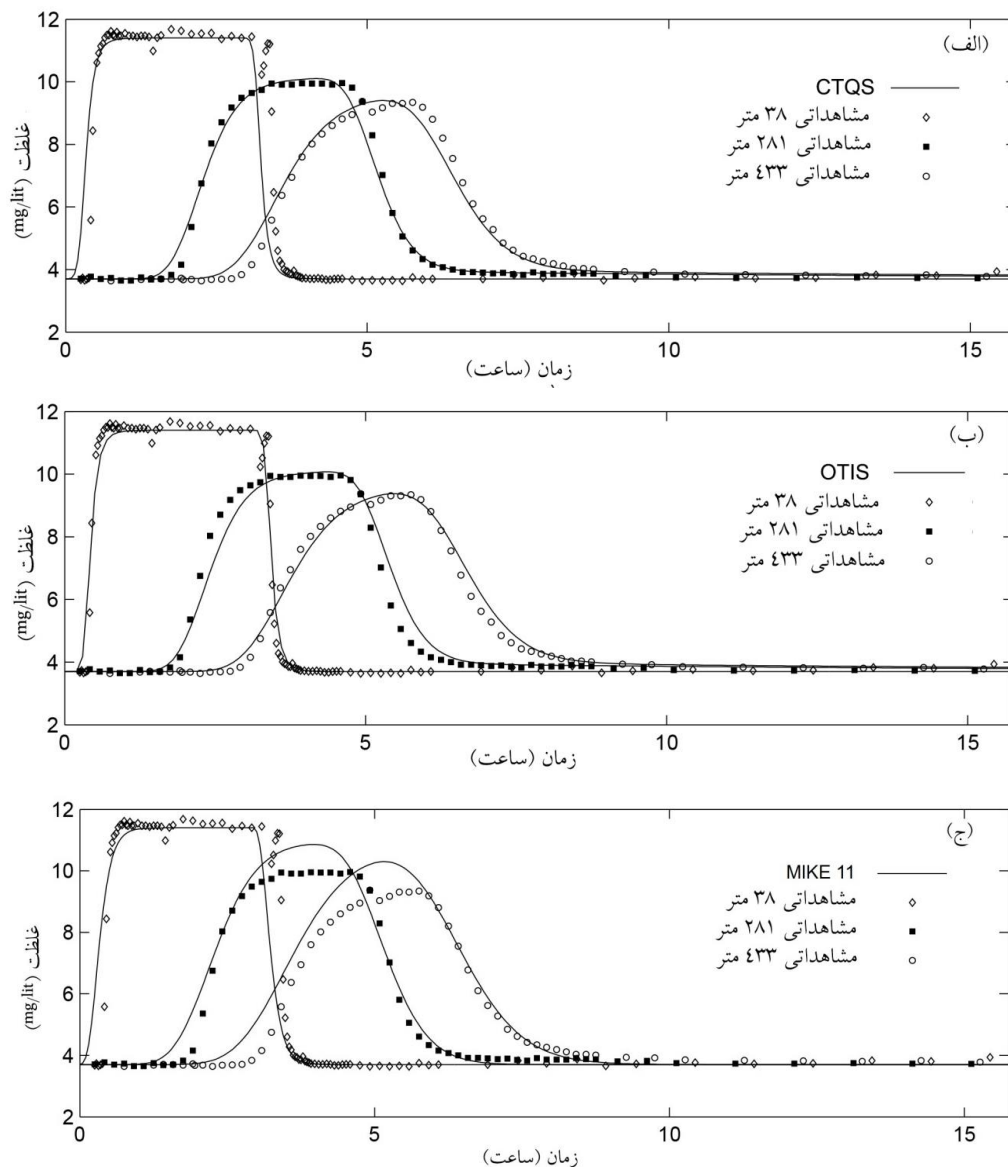 (الف)
CTQS
مشاهداتی ۳۸ متر
مشاهداتی ۲۸۱ متر
مشاهداتی ٤۳۳ متر
غلظت (mg/lit)
12
10
8
6
4
2
0 5 10 15
زمان (ساعت)
(ب)
OTIS
مشاهداتی ۳۸ متر
مشاهداتی ۲۸۱ متر
مشاهداتی ٤۳۳ متر
غلظت (mg/lit)
12
10
8
6
4
2
0 5 10 15
زمان (ساعت)
(ج)
MIKE 11
مشاهداتی ۳۸ متر
مشاهداتی ۲۸۱ متر
مشاهداتی ٤۳۳ متر
غلظت (mg/lit)
12
10
8
6
4
2
0 5 10 15
زمان (ساعت)